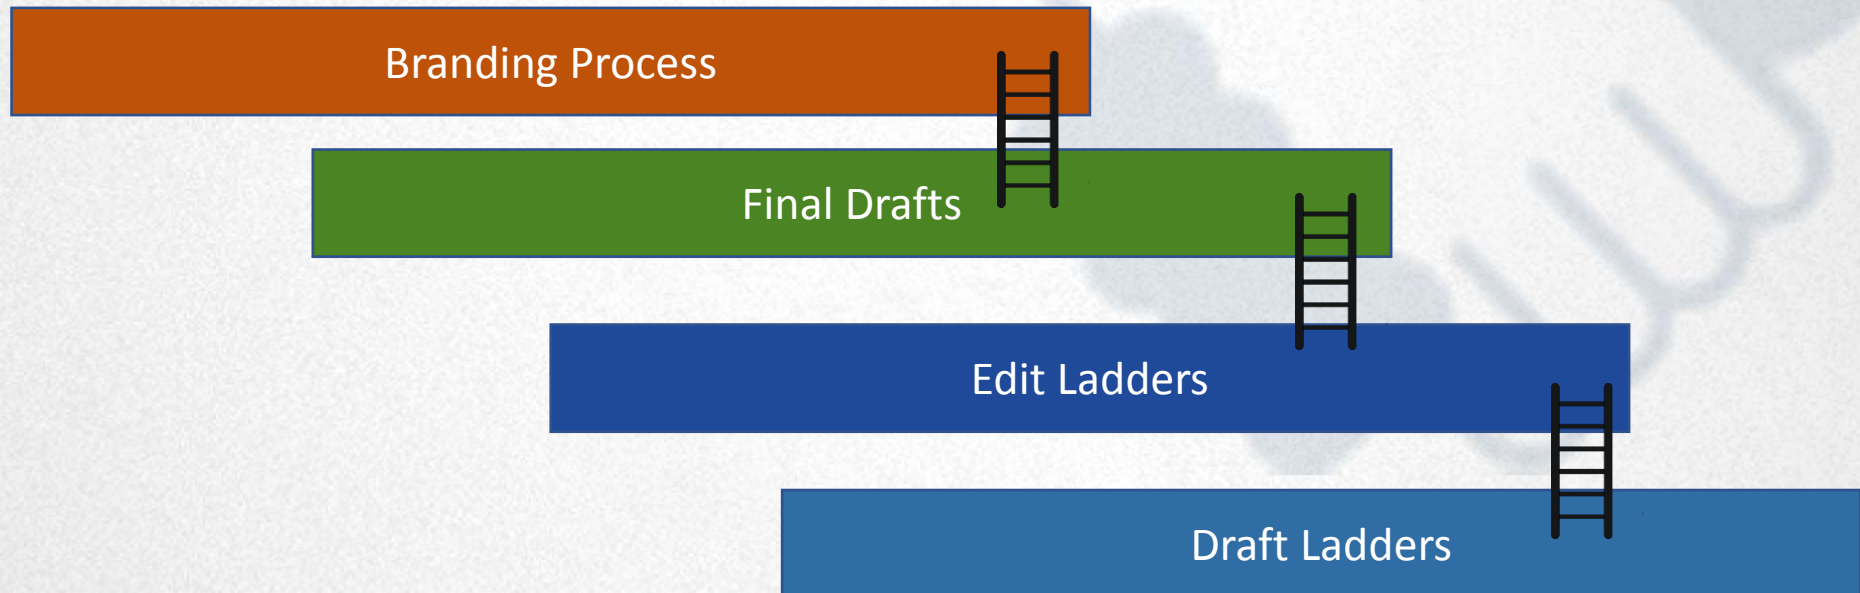 Branding Process
Final Drafts
Edit Ladders
Draft Ladders